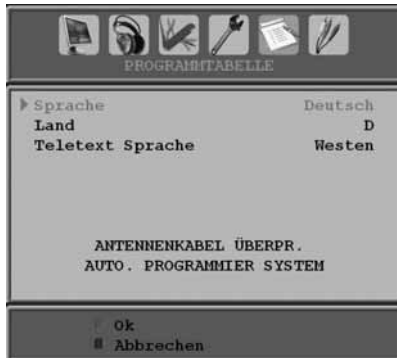 PROGRAMMTABELLE
Sprache Deutsch
Land D
Teletext Sprache Westen
ANTENNENKABEL ÜBERPR.
AUTO. PROGRAMMIER SYSTEM
Ok
Abbrechen